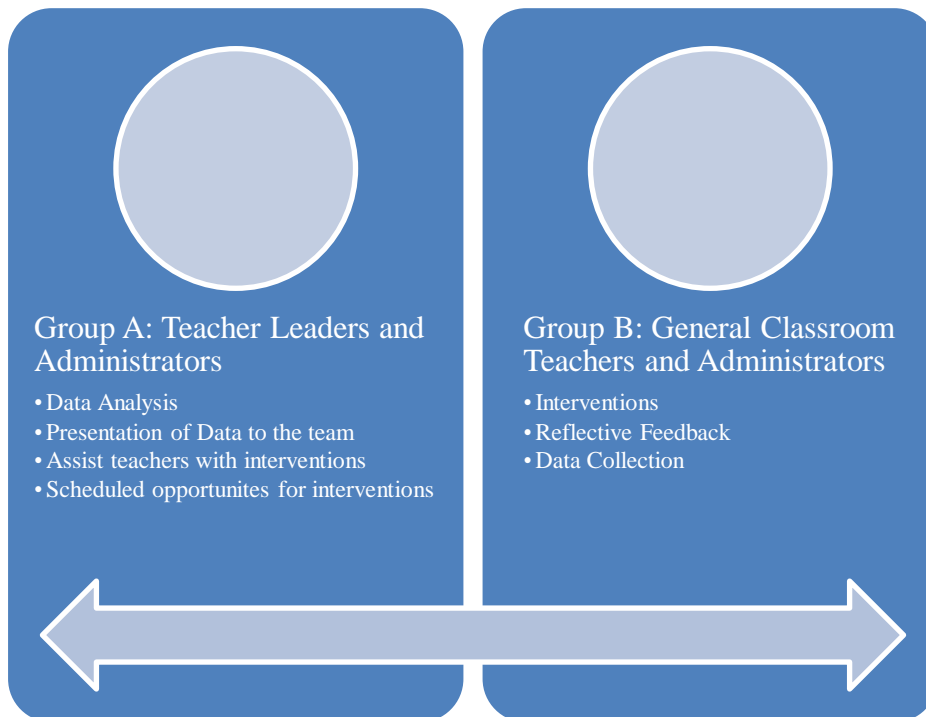 Group A: Teacher Leaders and
Administrators
• Data Analysis
• Presentation of Data to the team
• Assist teachers with interventions
• Scheduled opportunites for interventions
Group B: General Classroom
Teachers and Administrators
• Interventions
• Reflective Feedback
• Data Collection